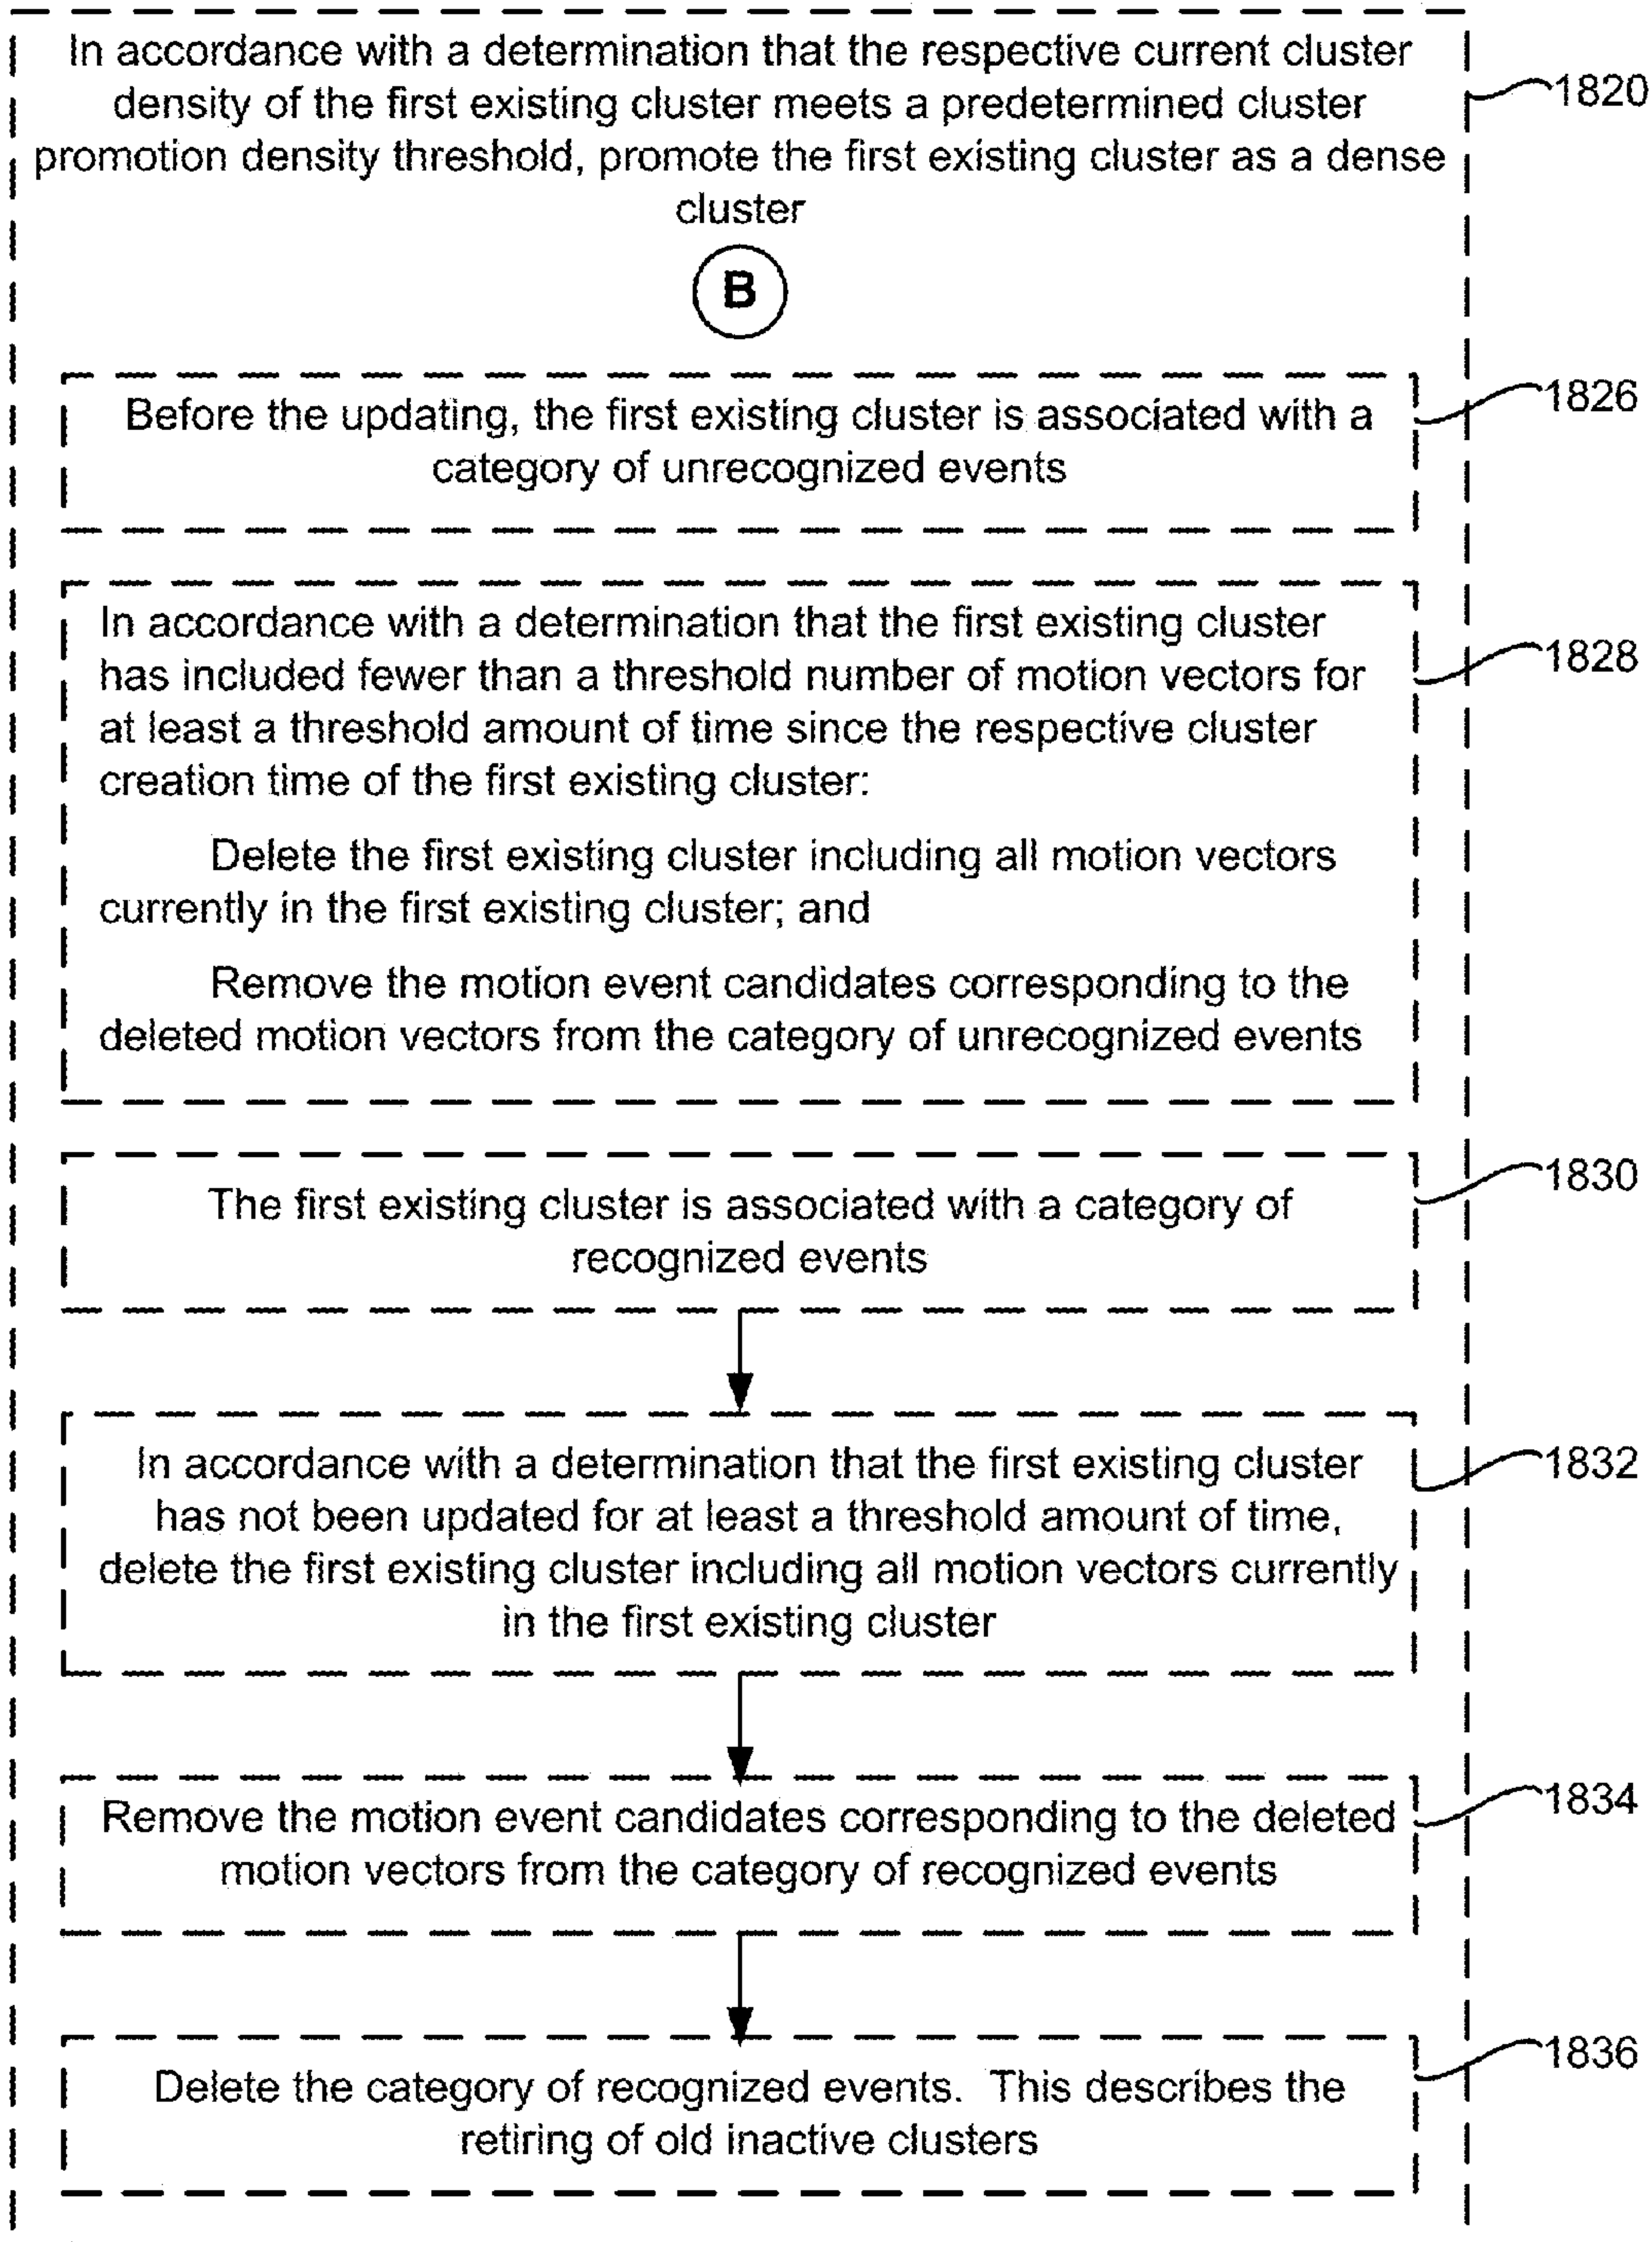 In accordance with a determination that the respective current cluster
density of the first existing cluster meets a predetermined cluster
promotion density threshold, promote the first existing cluster as a dense
cluster
1820
B
Before the updating, the first existing cluster is associated with a
category of unrecognized events
1826
In accordance with a determination that the first existing cluster
has included fewer than a threshold number of motion vectors for
at least a threshold amount of time since the respective cluster
creation time of the first existing cluster:
Delete the first existing cluster including all motion vectors
currently in the first existing cluster; and
Remove the motion event candidates corresponding to the
deleted motion vectors from the category of unrecognized events
1828
The first existing cluster is associated with a category of
recognized events
1830
In accordance with a determination that the first existing cluster
has not been updated for at least a threshold amount of time,
delete the first existing cluster including all motion vectors currently
in the first existing cluster
1832
Remove the motion event candidates corresponding to the deleted
motion vectors from the category of recognized events
1834
Delete the category of recognized events.  This describes the
retiring of old inactive clusters
1836